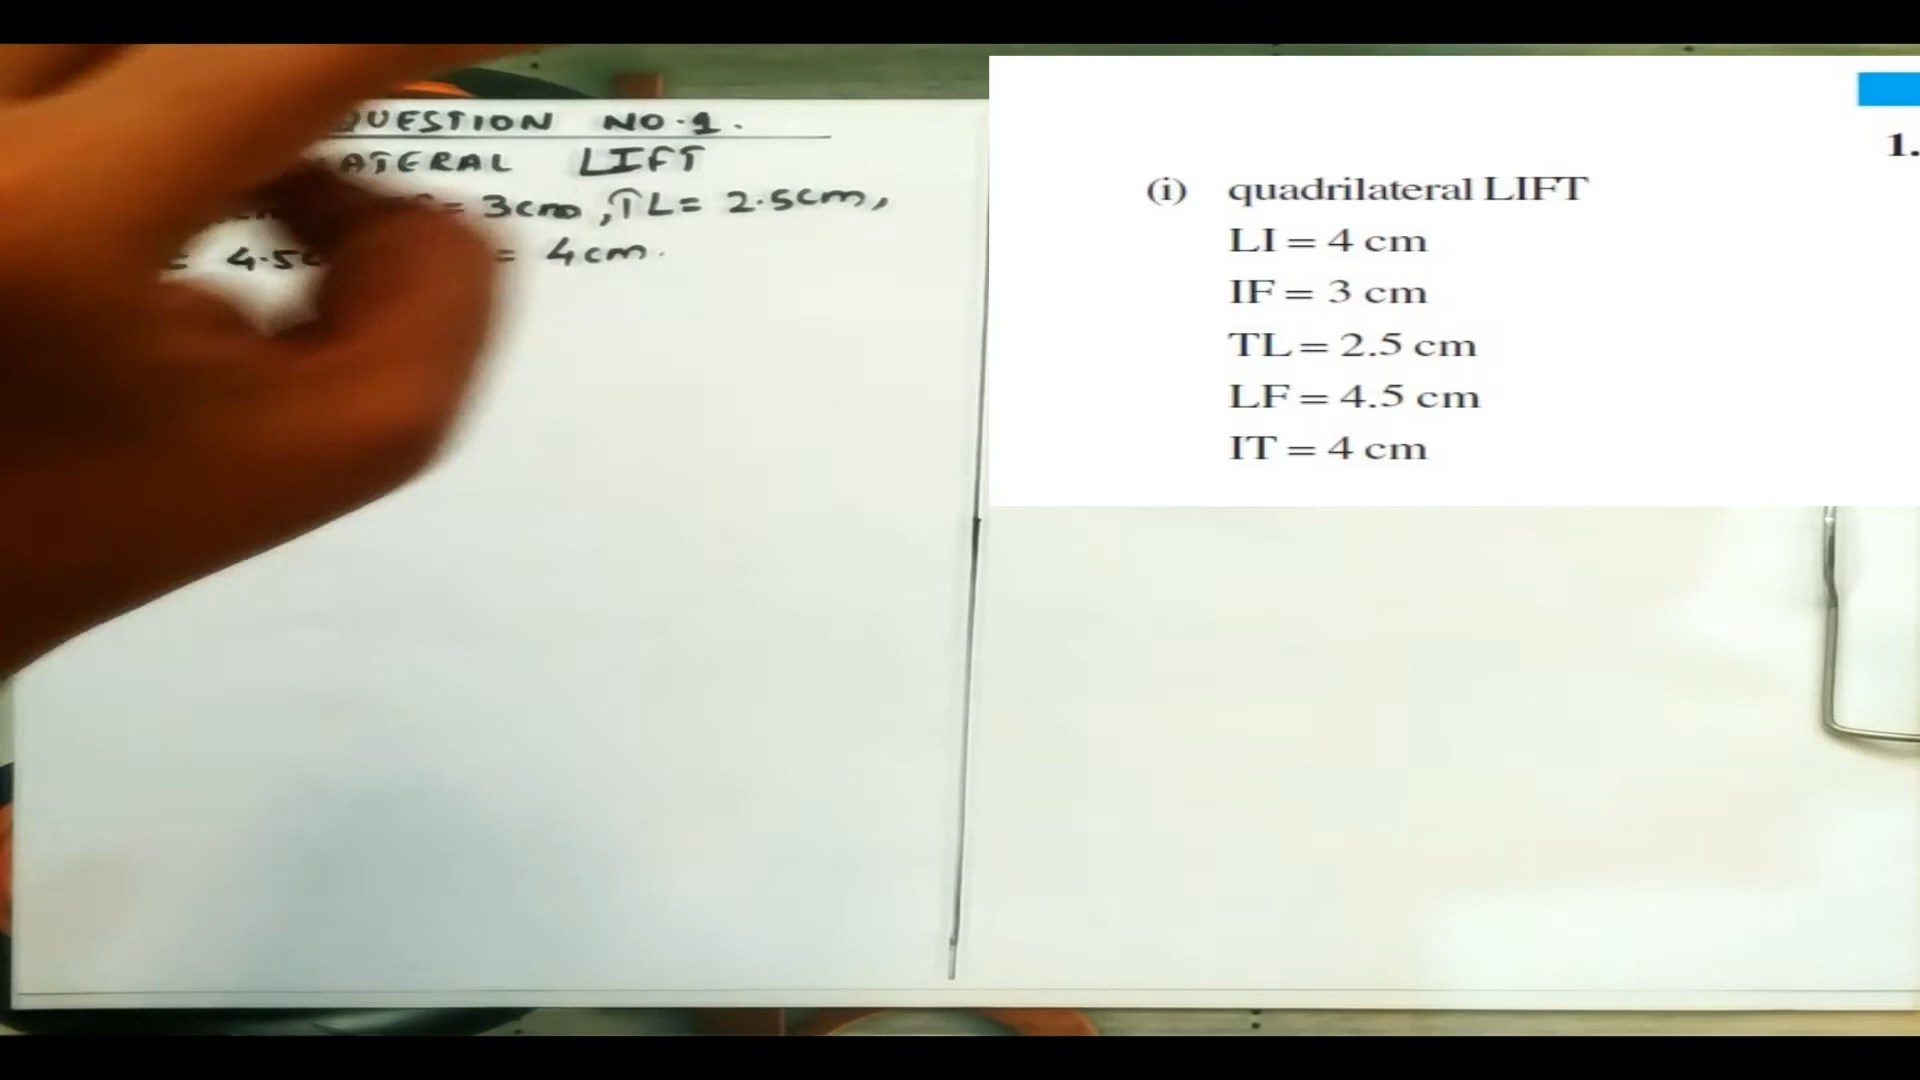 QUESTION NO.1.
LATERAL LIFT
= 3cm, TL = 2.5cm,
= 4.5 = 4cm.
1.
(i) quadrilateral LIFT
LI = 4 cm
IF = 3 cm
TL = 2.5 cm
LF = 4.5 cm
IT = 4 cm